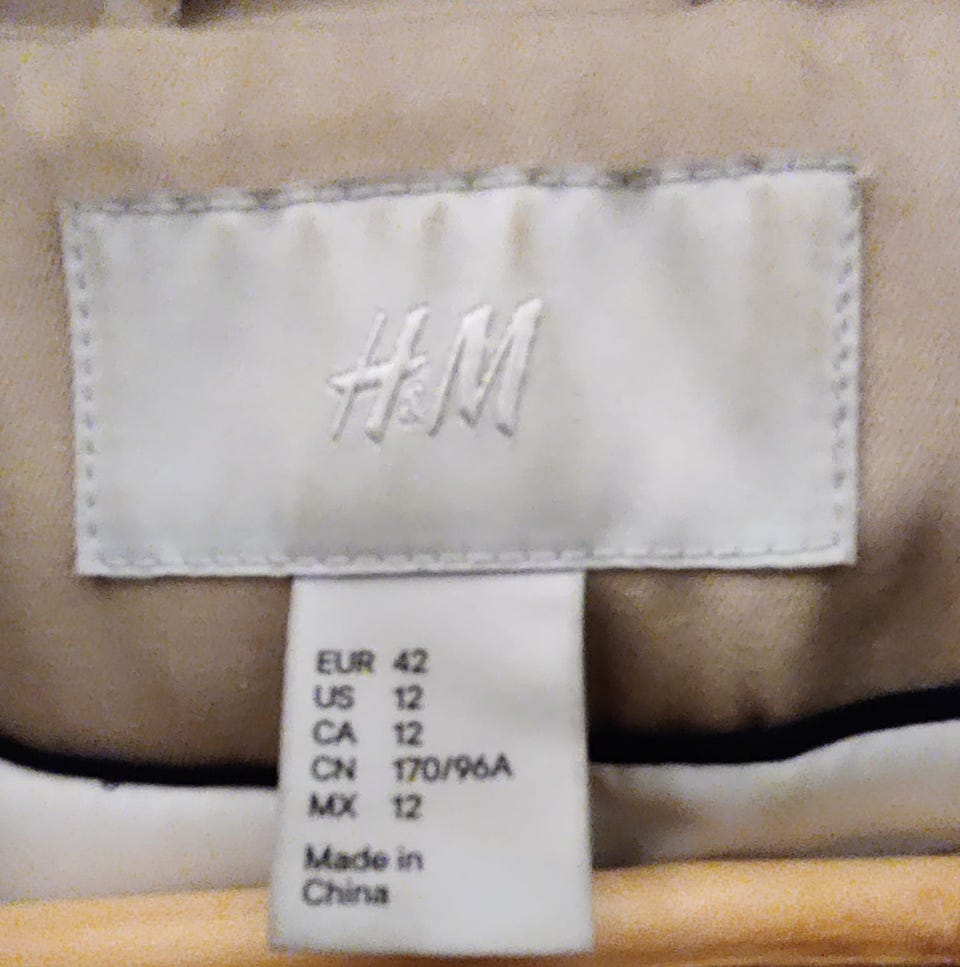 H&M
EUR 42
US 12
CA 12
CN 170/96A
MX 12
Made in
China